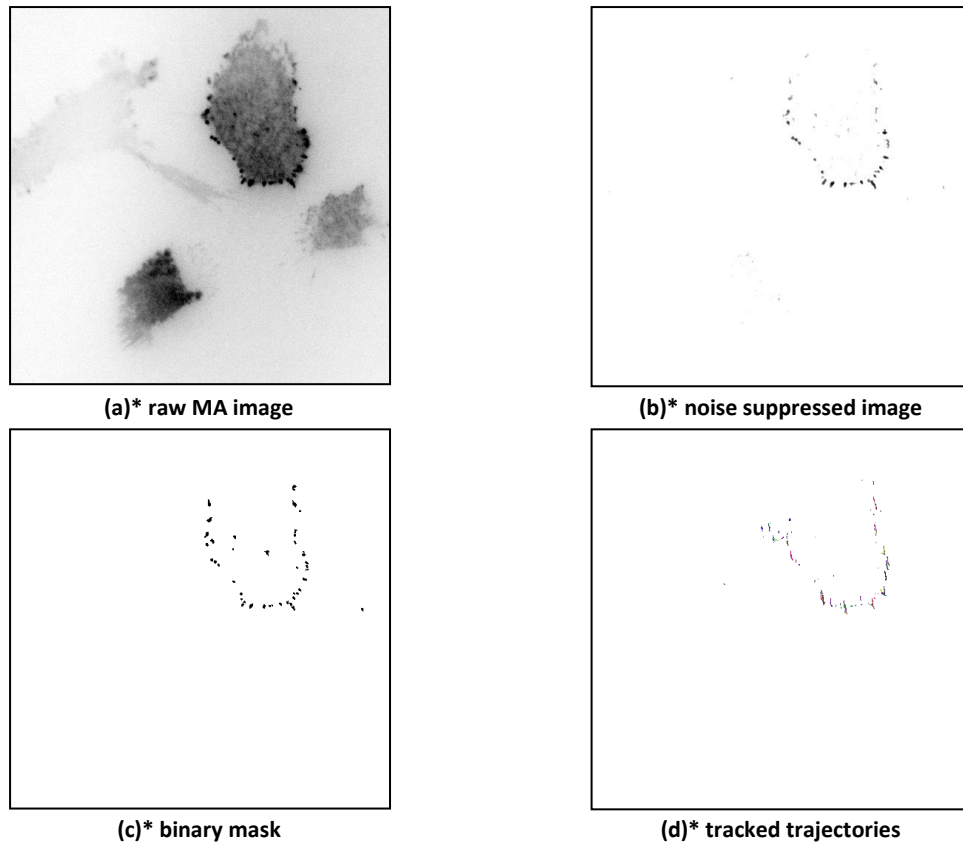 (a)* raw MA image
(b)* noise suppressed image
(c)* binary mask
(d)* tracked trajectories